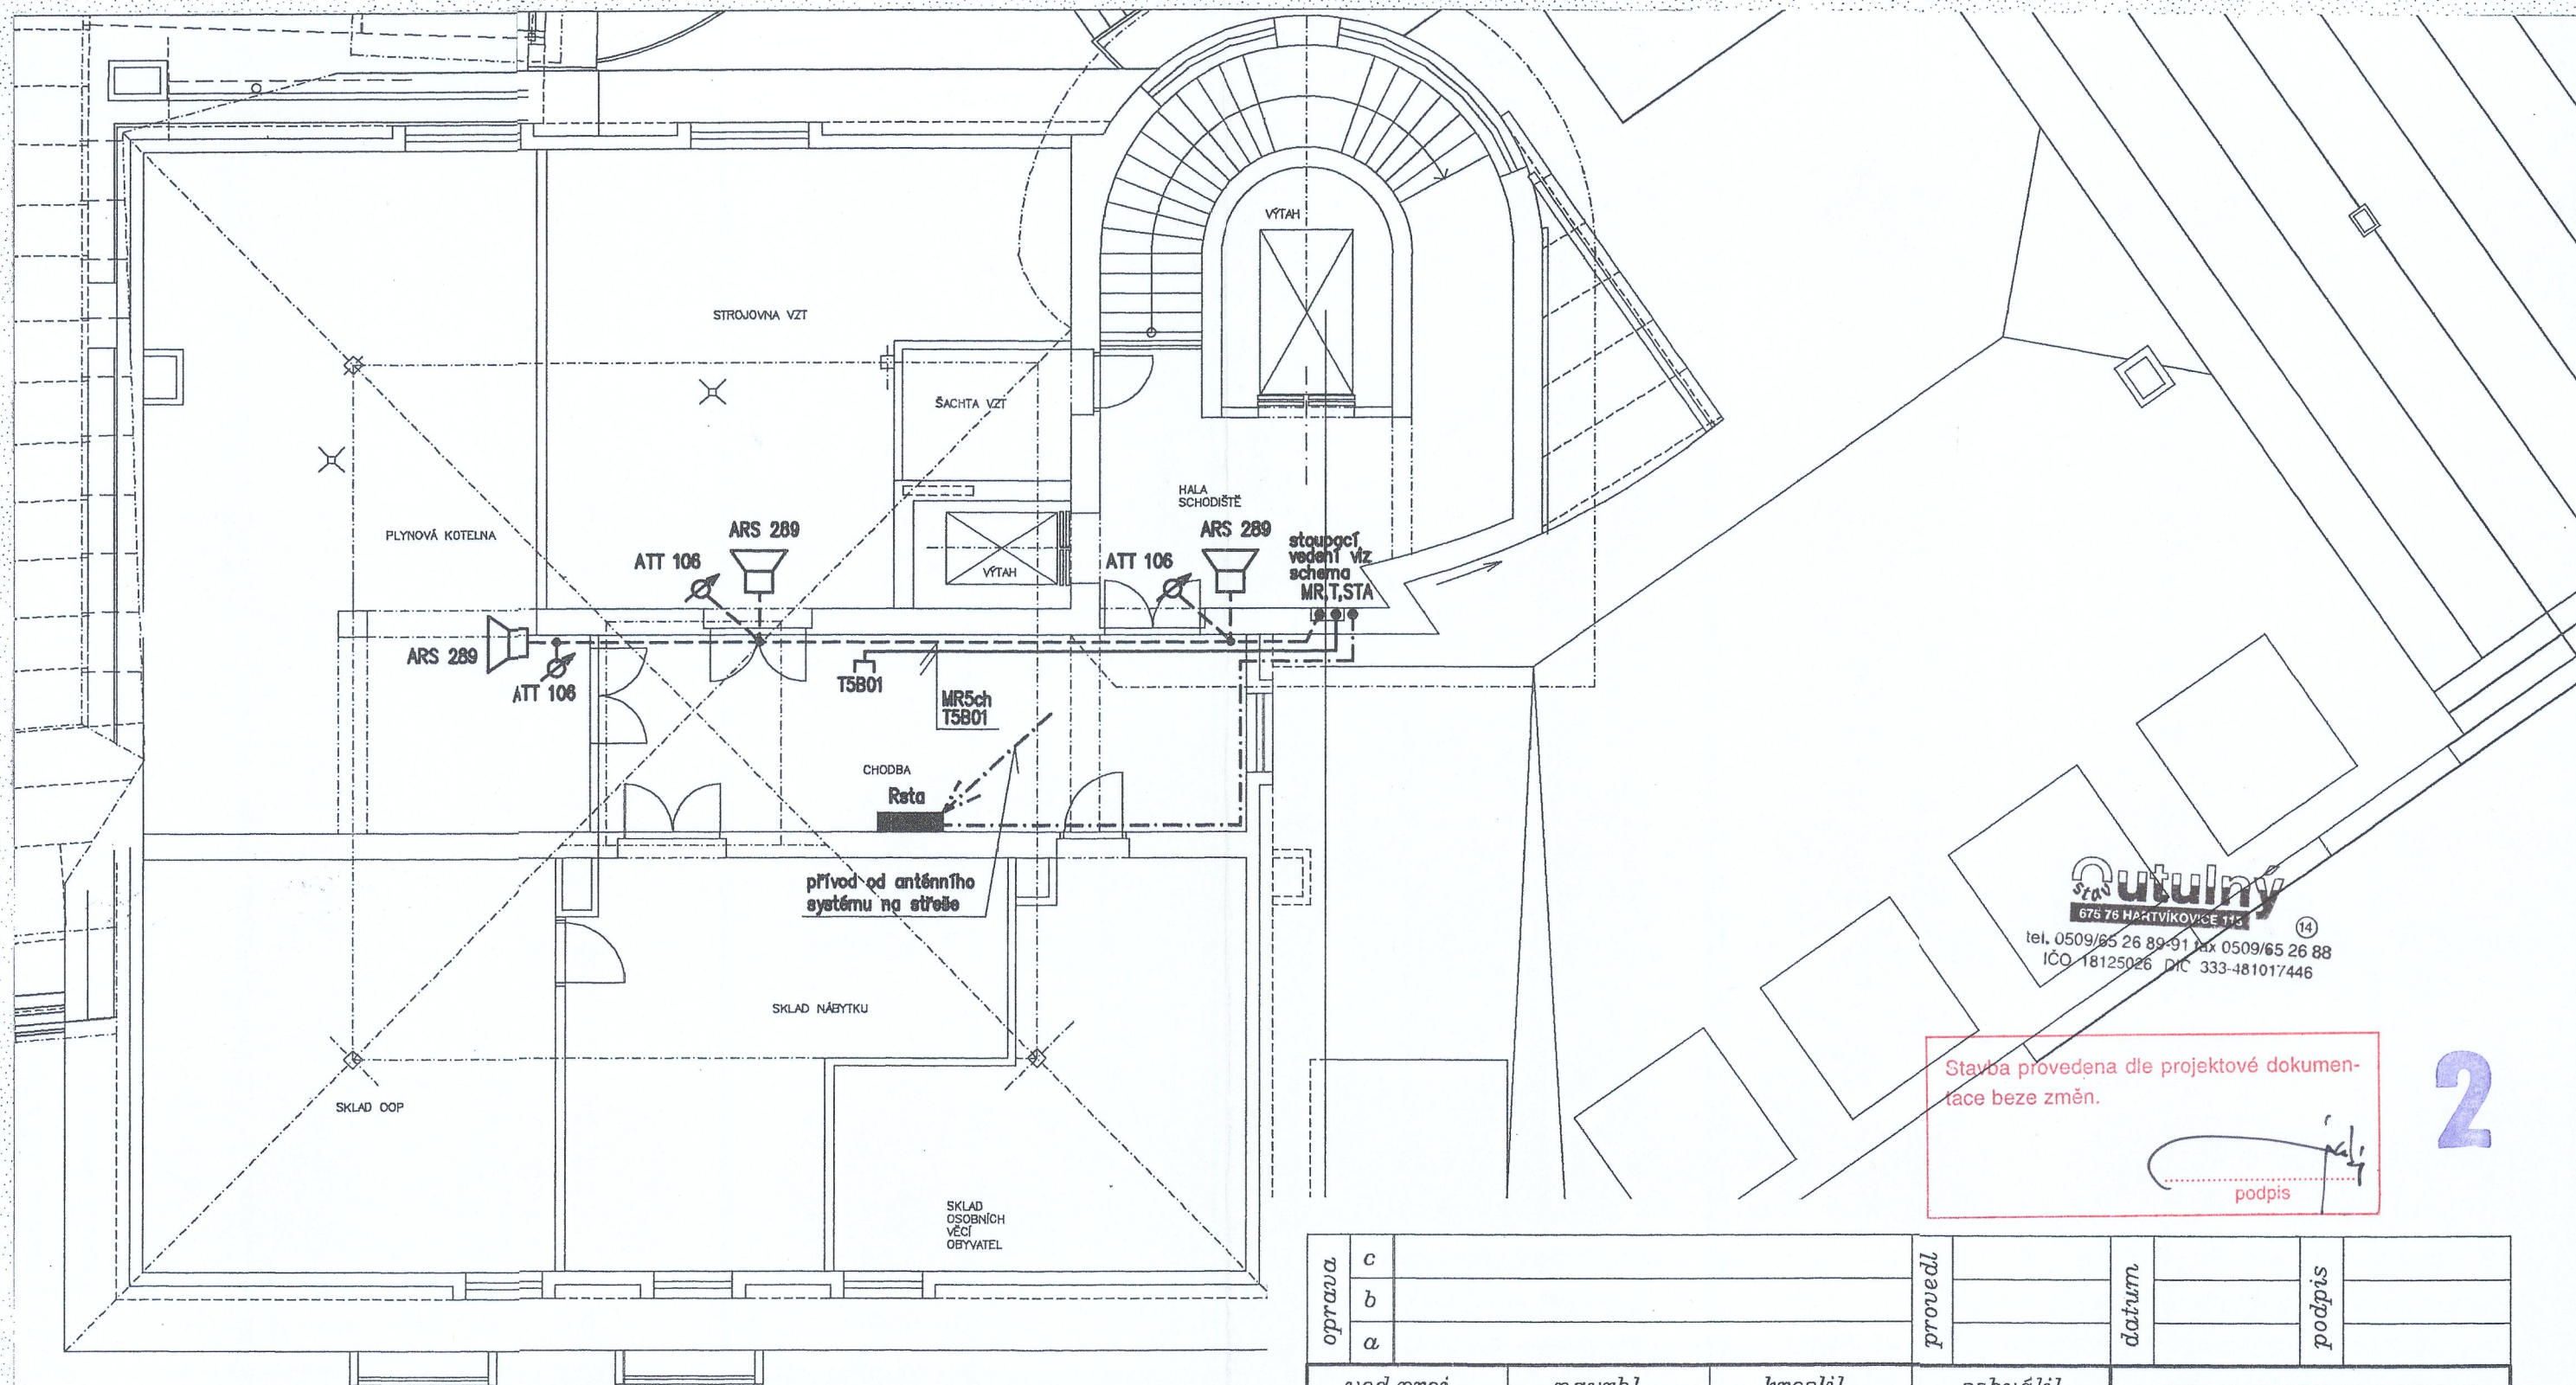 VÝTAH
STROJOVNA VZT
ŠACHTA VZT
HALA
SCHODIŠTĚ
PLYNOVÁ KOTELNA
ARS 289
ATT 106
VÝTAH
ARS 289
ATT 106
stoupací
vedení viz
schema
MR,T,STA
ARS 289
ATT 106
T5B01
MR5ch
T5B01
CHODBA
Rsta
přívod od anténního
systému na střeše
SKLAD NÁBYTKU
SKLAD OOP
SKLAD
OSOBNÍCH
VĚCÍ
OBYVATEL
stav
outulný
675 76 HARTVÍKOVICE 113
14
tel. 0509/65 26 89-91 fax 0509/65 26 88
IČO 18125026 DIČ 333-481017446
Stavba provedena dle projektové dokumen-
tace beze změn.
podpis
2
oprava
c
b
a
provedl
datum
podpis